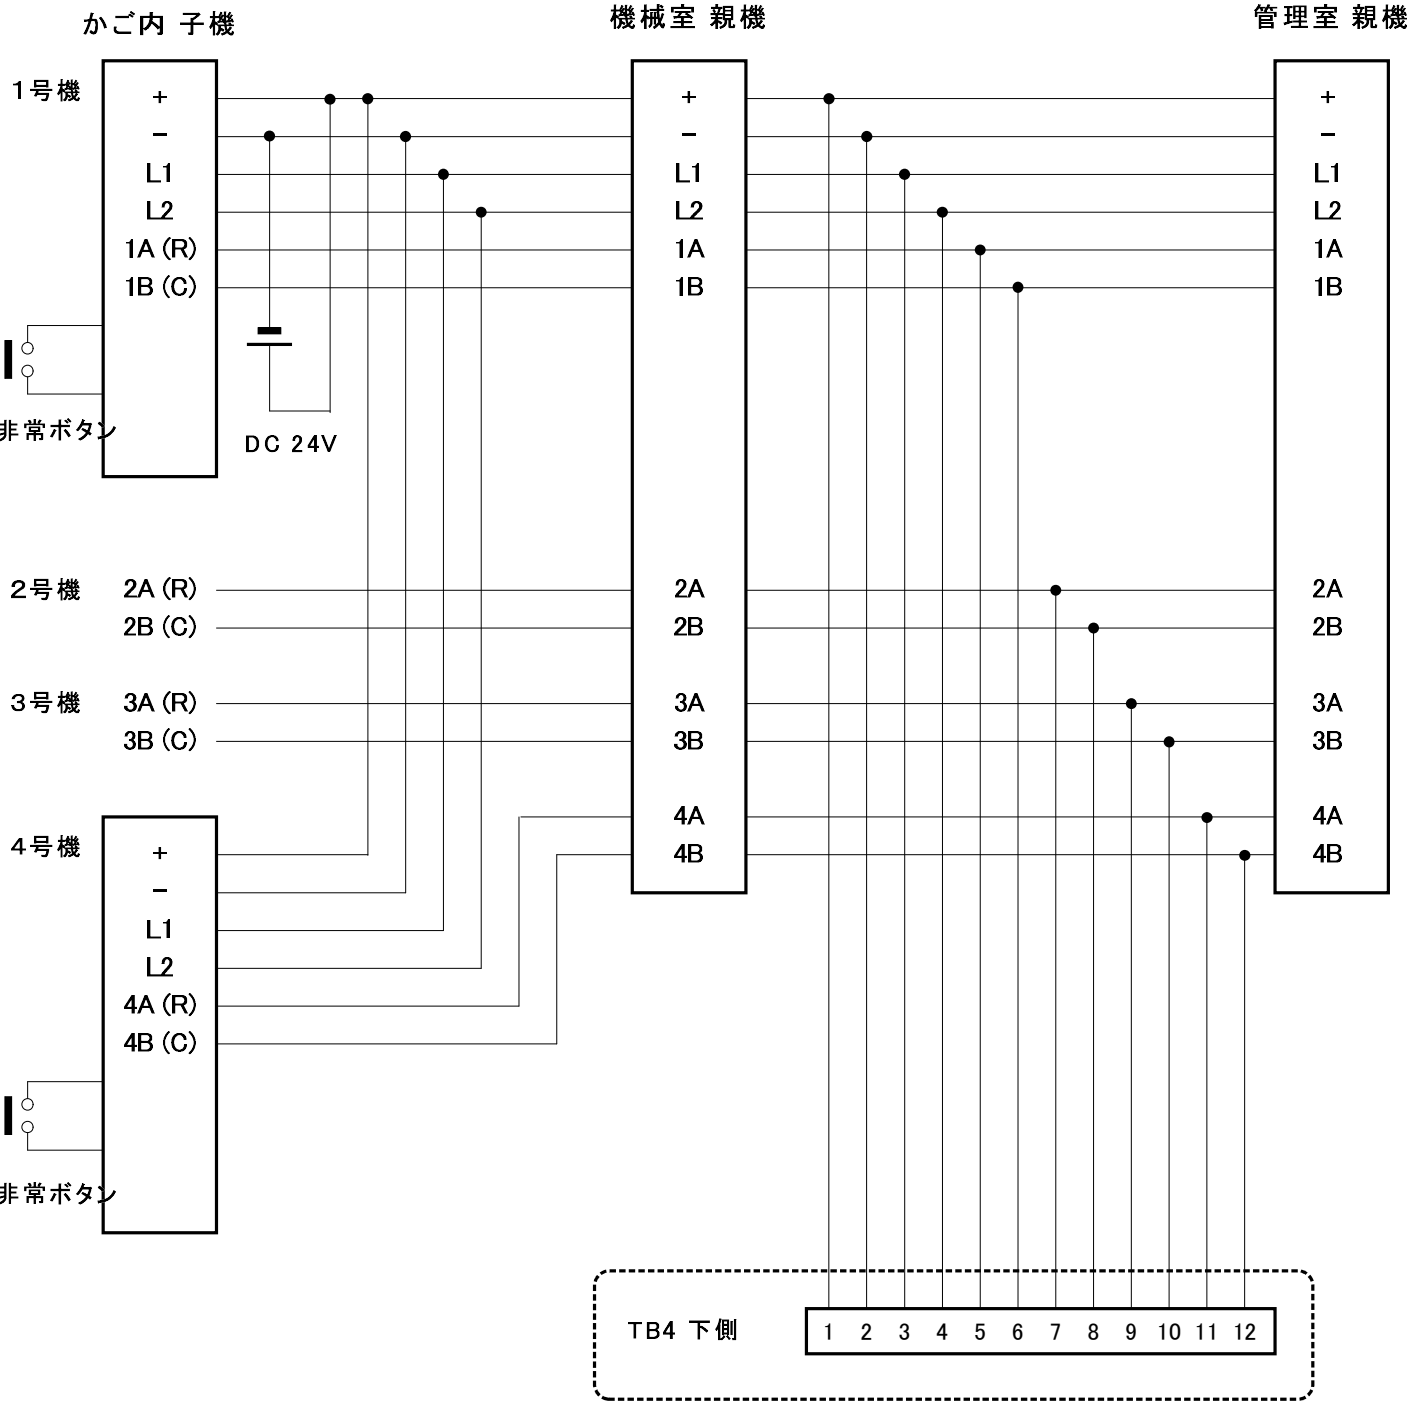 かご内 子機
機械室 親機
管理室 親機
1号機
+ + +
− − −
L1 L1 L1
L2 L2 L2
1A (R) 1A 1A
1B (C) 1B 1B
非常ボタン
DC 24V
2号機 2A (R) 2A 2A
2B (C) 2B 2B
3号機 3A (R) 3A 3A
3B (C) 3B 3B
4A 4A
4号機 + 4B 4B
−
L1
L2
4A (R)
4B (C)
非常ボタン
TB4 下側 1 2 3 4 5 6 7 8 9 10 11 12